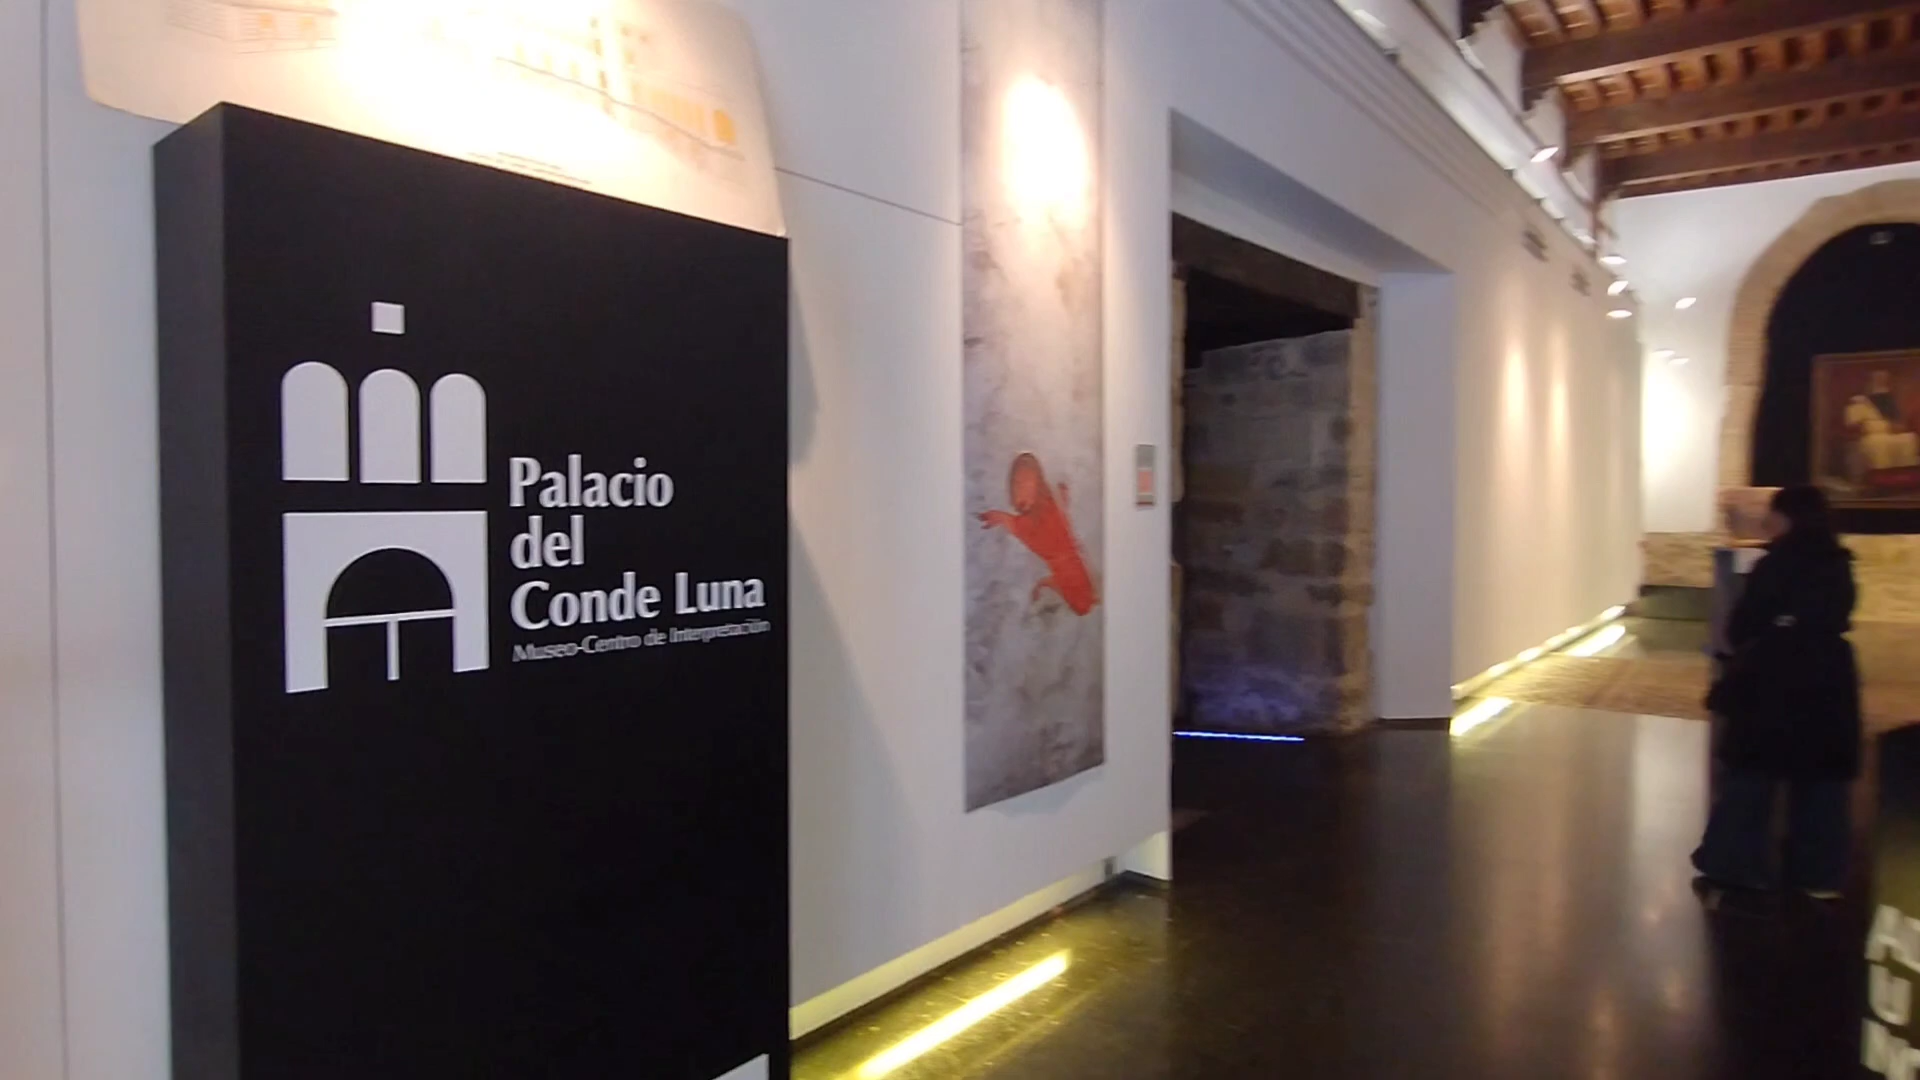 Palacio
del
Conde Luna
Museo-Centro de Interpretación